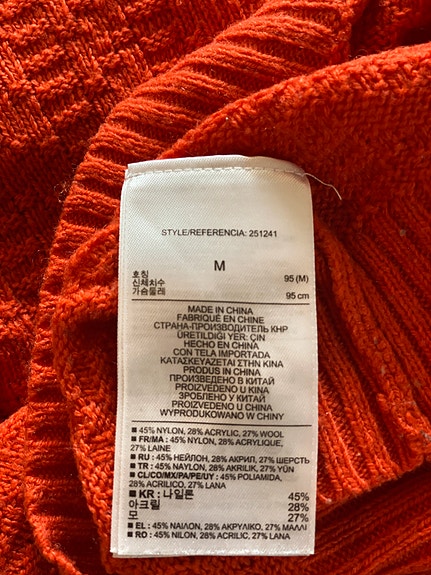 STYLE/REFERENCIA: 251241
M
호칭 95 (M)
신체치수
가슴둘레 95 cm
MADE IN CHINA
FABRIQUÉ EN CHINE
СТРАНА-ПРОИЗВОДИТЕЛЬ КНР
ÜRETILDIĞI YER: ÇIN
HECHO EN CHINA
CON TELA IMPORTADA
ΚΑΤΑΣΚΕΥΑΖΕΤΑΙ ΣΤΗΝ ΚΙΝΑ
PRODUS IN CHINA
ПРОИЗВЕДЕНО В КИТАЙ
PROIZVEDENO U KINA
ЗРОБЛЕНО У КИТАЙ
PROIZVEDENO U CHINA
WYPRODUKOWANO W CHINY
■ 45% NYLON, 28% ACRYLIC, 27% WOOL
■ FR/MA : 45% NYLON, 28% ACRYLIQUE,
27% LAINE
■ RU : 45% НЕЙЛОН, 28% АКРИЛ, 27% ШЕРСТЬ
■ TR : 45% NAYLON, 28% AKRILIK, 27% YÜN
■ CL/CO/MX/PA/PE/UY : 45% POLIAMIDA,
28% ACRILICO, 27% LANA
■ KR : 나일론 45%
아크릴 28%
모 27%
■ EL : 45% ΝΑΙΛΟΝ, 28% ΑΚΡΥΛΙΚΟ, 27% ΜΑΛΛΙ
■ RO : 45% NILON, 28% ACRILIC, 27% LANA